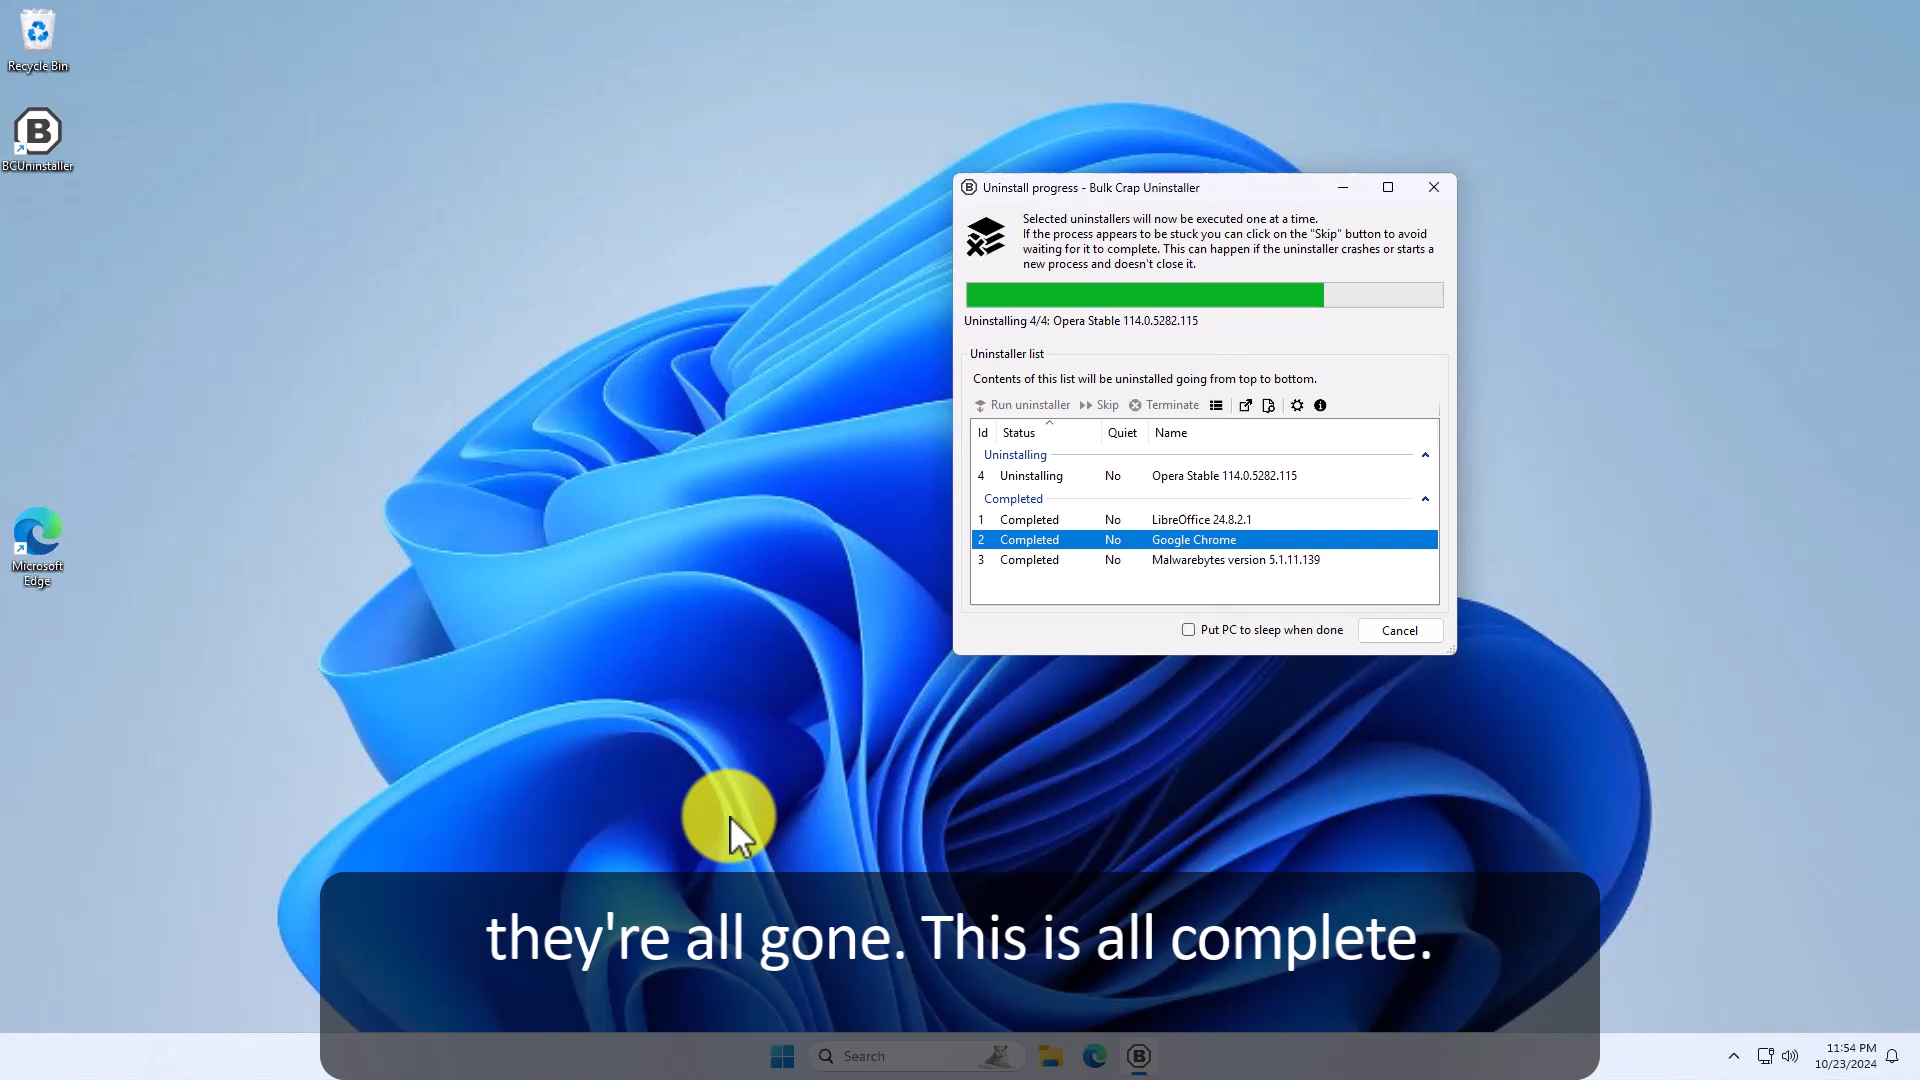 Recycle Bin
B
BCUninstaller
Microsoft
Edge
B Uninstall progress - Bulk Crap Uninstaller
Selected uninstallers will now be executed one at a time.
If the process appears to be stuck you can click on the "Skip" button to avoid
waiting for it to complete. This can happen if the uninstaller crashes or starts a
new process and doesn't close it.
Uninstalling 4/4: Opera Stable 114.0.5282.115
Uninstaller list
Contents of this list will be uninstalled going from top to bottom.
Run uninstaller Skip Terminate
Id Status Quiet Name
Uninstalling
4 Uninstalling No Opera Stable 114.0.5282.115
Completed
1 Completed No LibreOffice 24.8.2.1
2 Completed No Google Chrome
3 Completed No Malwarebytes version 5.1.11.139
Put PC to sleep when done Cancel
they're all gone. This is all complete.
Search B 11:54 PM
10/23/2024